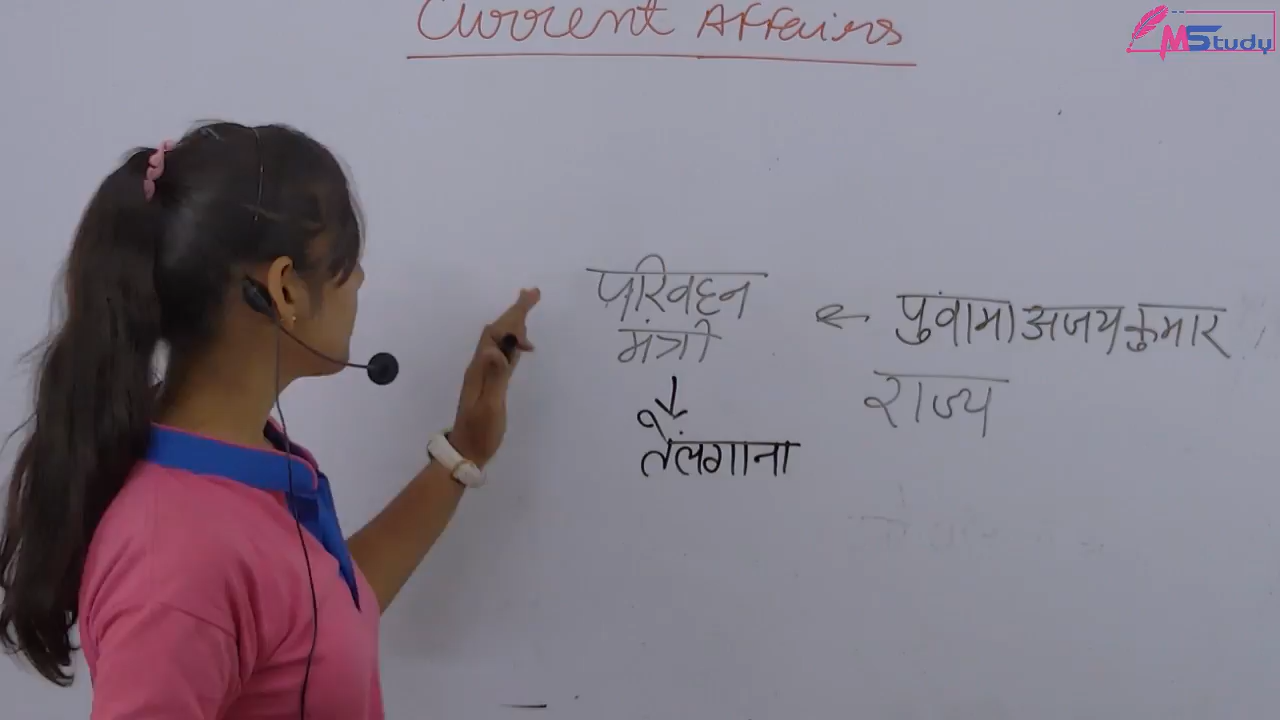 Current Affairs
MStudy
परिवहन ← पुवामा अजय कुमार
मंत्री राज्य
↓
तैलंगाना